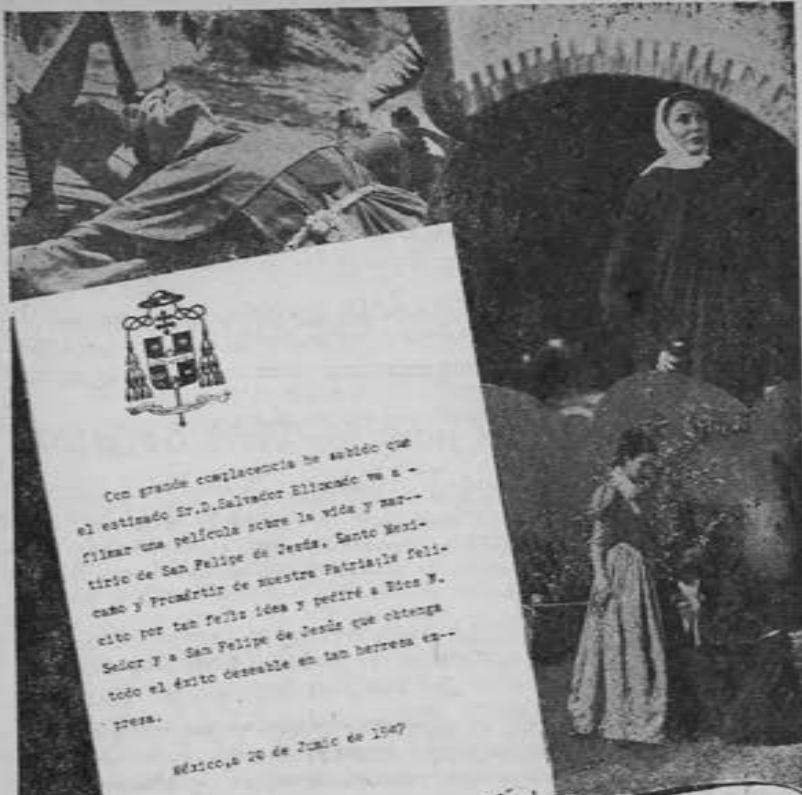 Con grande complacencia he sabido que
el estimado Sr.D.Salvador Elizondo va a -
filmar una película sobre la vida y mar--
tirio de San Felipe de Jesús, Santo Mexi-
cano y Promártir de nuestra Patria;le feli-
cito por tan feliz idea y pediré a Dios N.
Señor y a San Felipe de Jesús que obtenga
todo el éxito deseable en tan hermosa em--
presa.
México,a 20 de Junio de 1947